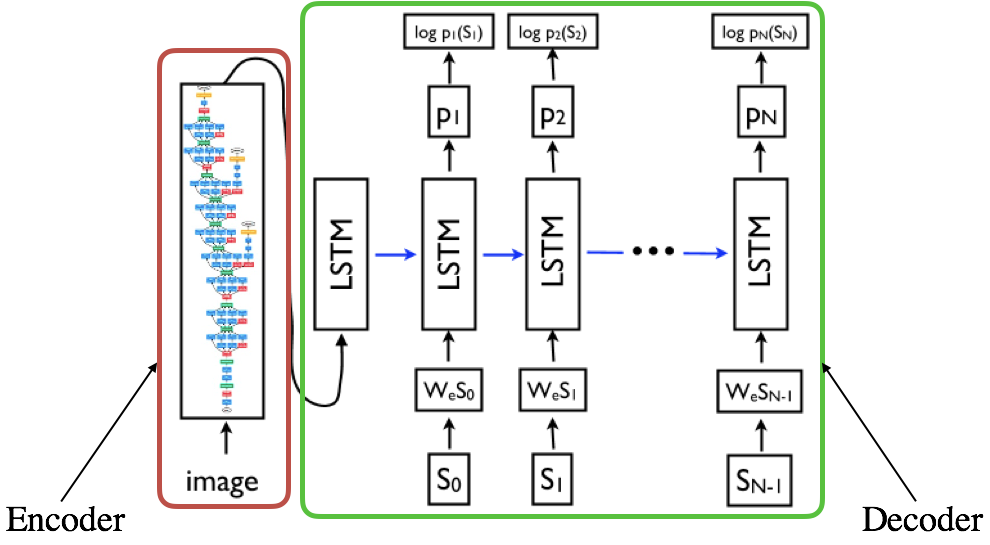 log p1(S1) log p2(S2) log pN(SN)
p1 p2 pN
LSTM LSTM LSTM LSTM
WeS0 WeS1 WeSN-1
image S0 S1 SN-1
Encoder Decoder